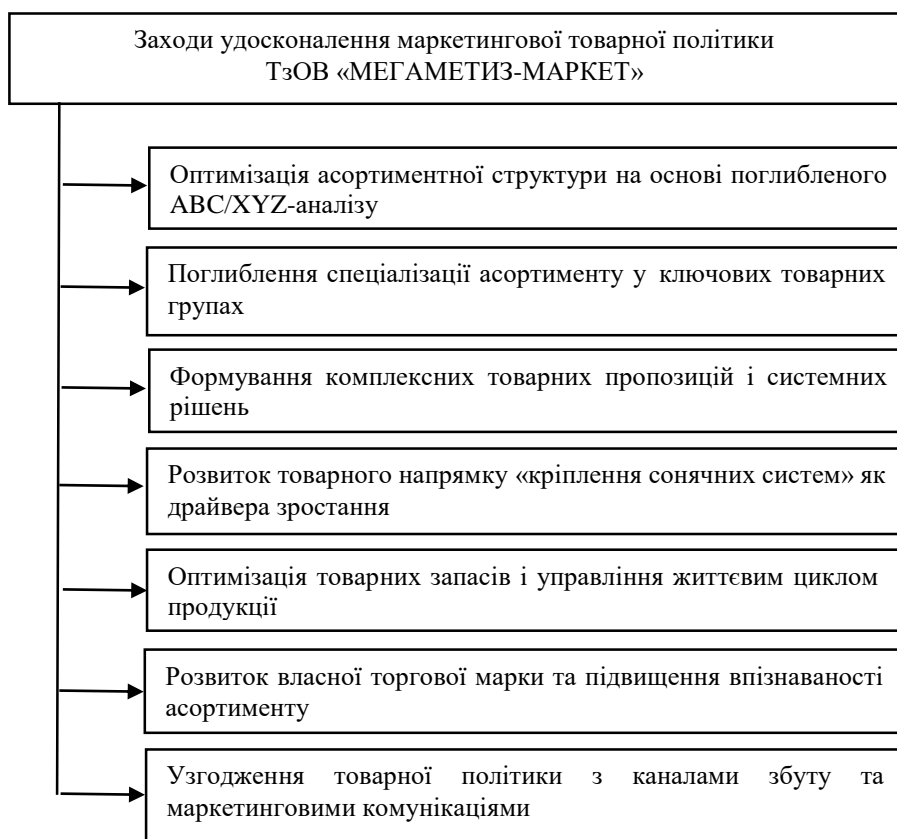 Заходи удосконалення маркетингової товарної політики
ТзОВ «МЕГАМЕТИЗ-МАРКЕТ»
Оптимізація асортиментної структури на основі поглибленого
ABC/XYZ-аналізу
Поглиблення спеціалізації асортименту у ключових товарних
групах
Формування комплексних товарних пропозицій і системних
рішень
Розвиток товарного напрямку «кріплення сонячних систем» як
драйвера зростання
Оптимізація товарних запасів і управління життєвим циклом
продукції
Розвиток власної торгової марки та підвищення впізнаваності
асортименту
Узгодження товарної політики з каналами збуту та
маркетинговими комунікаціями